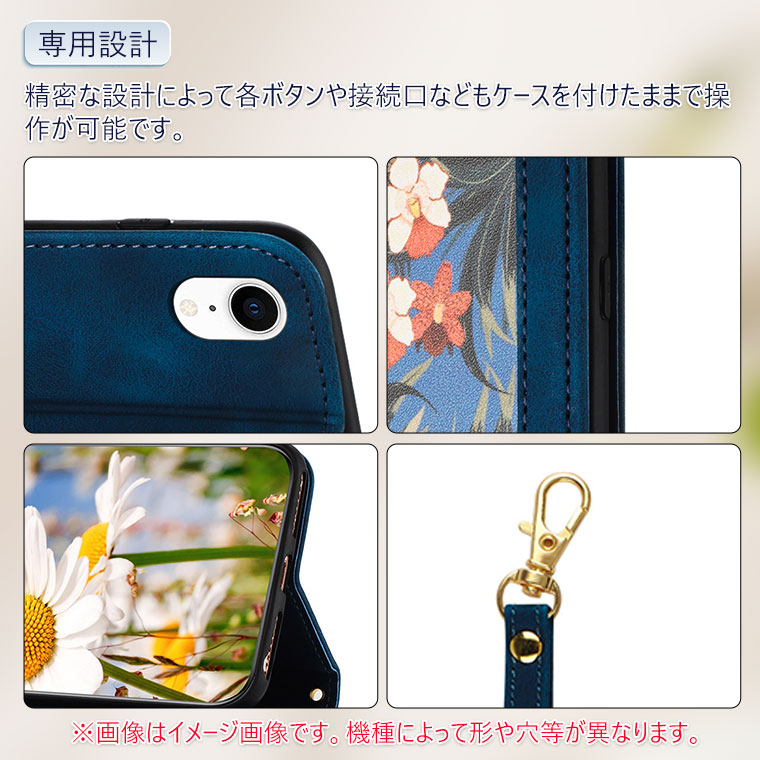 専用設計
精密な設計によって各ボタンや接続口などもケースを付けたままで操
作が可能です。
※画像はイメージ画像です。機種によって形や穴等が異なります。